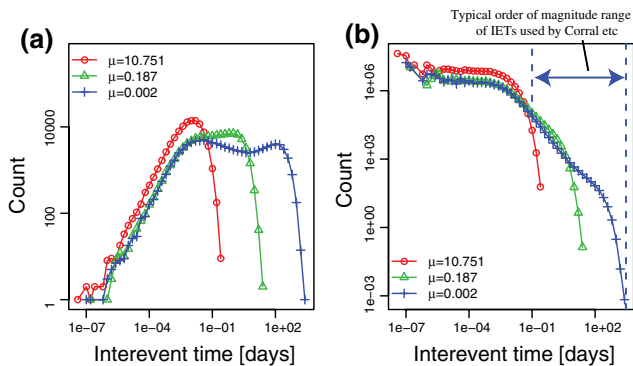 Typical order of magnitude range
of IETs used by Corral etc
(a)
μ=10.751
μ=0.187
μ=0.002
Count
10000
100
1
1e-07
1e-04
1e-01
1e+02
Interevent time [days]
(b)
Count
1e+06
1e+03
1e+00
1e-03
μ=10.751
μ=0.187
μ=0.002
1e-07
1e-04
1e-01
1e+02
Interevent time [days]